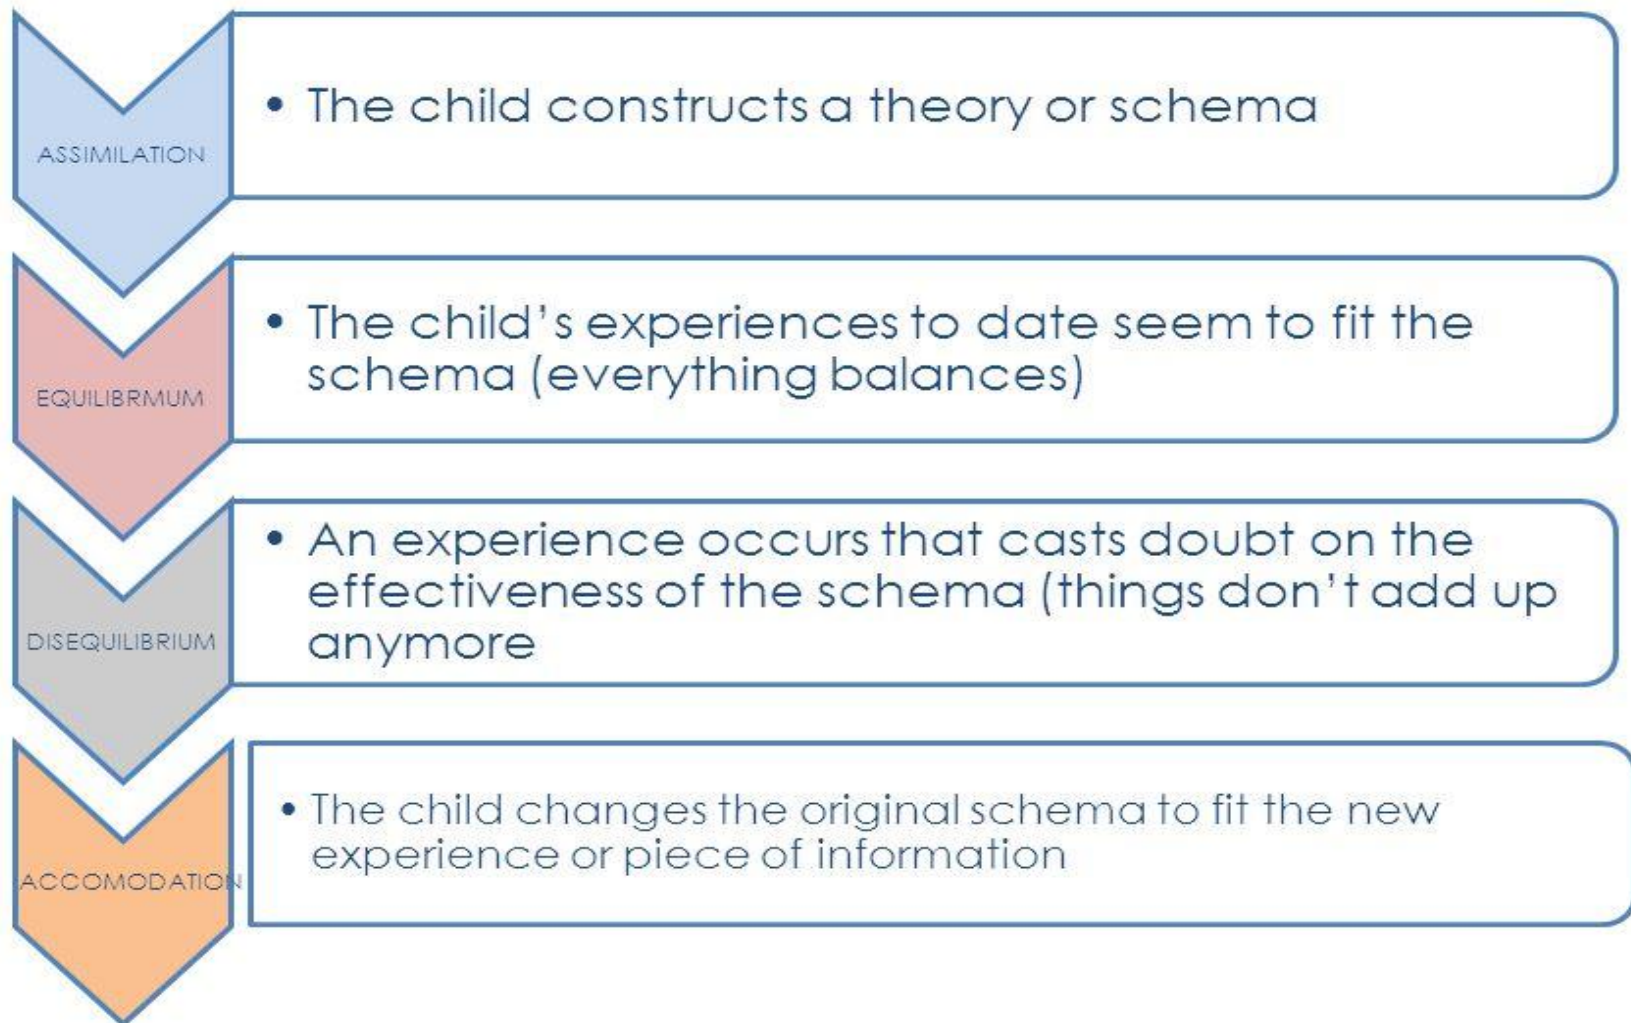 ASSIMILATION
• The child constructs a theory or schema
EQUILIBRMUM
• The child's experiences to date seem to fit the
schema (everything balances)
DISEQUILIBRIUM
• An experience occurs that casts doubt on the
effectiveness of the schema (things don't add up
anymore
ACCOMODATION
• The child changes the original schema to fit the new
experience or piece of information